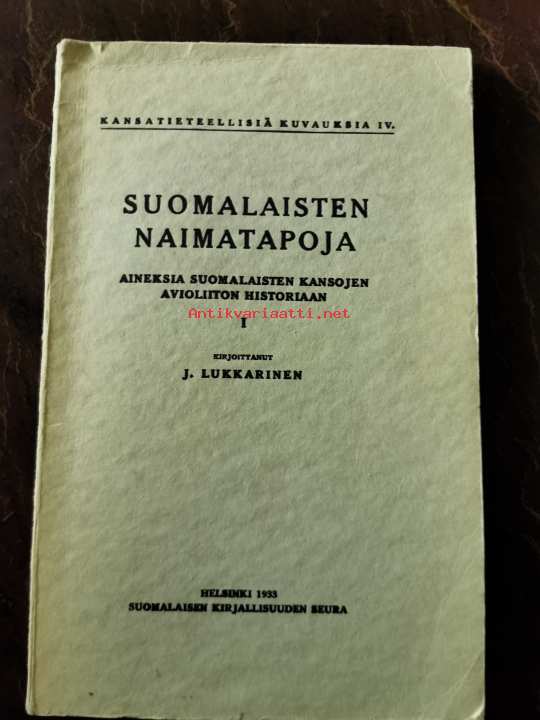 KANSATIETEELLISIÄ KUVAUKSIA IV.
SUOMALAISTEN
NAIMATAPOJA
AINEKSIA SUOMALAISTEN KANSOJEN
AVIOLIITON HISTORIAAN
Antikvariaatti.net
I
KIRJOITTANUT
J. LUKKARINEN
HELSINKI 1933
SUOMALAISEN KIRJALLISUUDEN SEURA